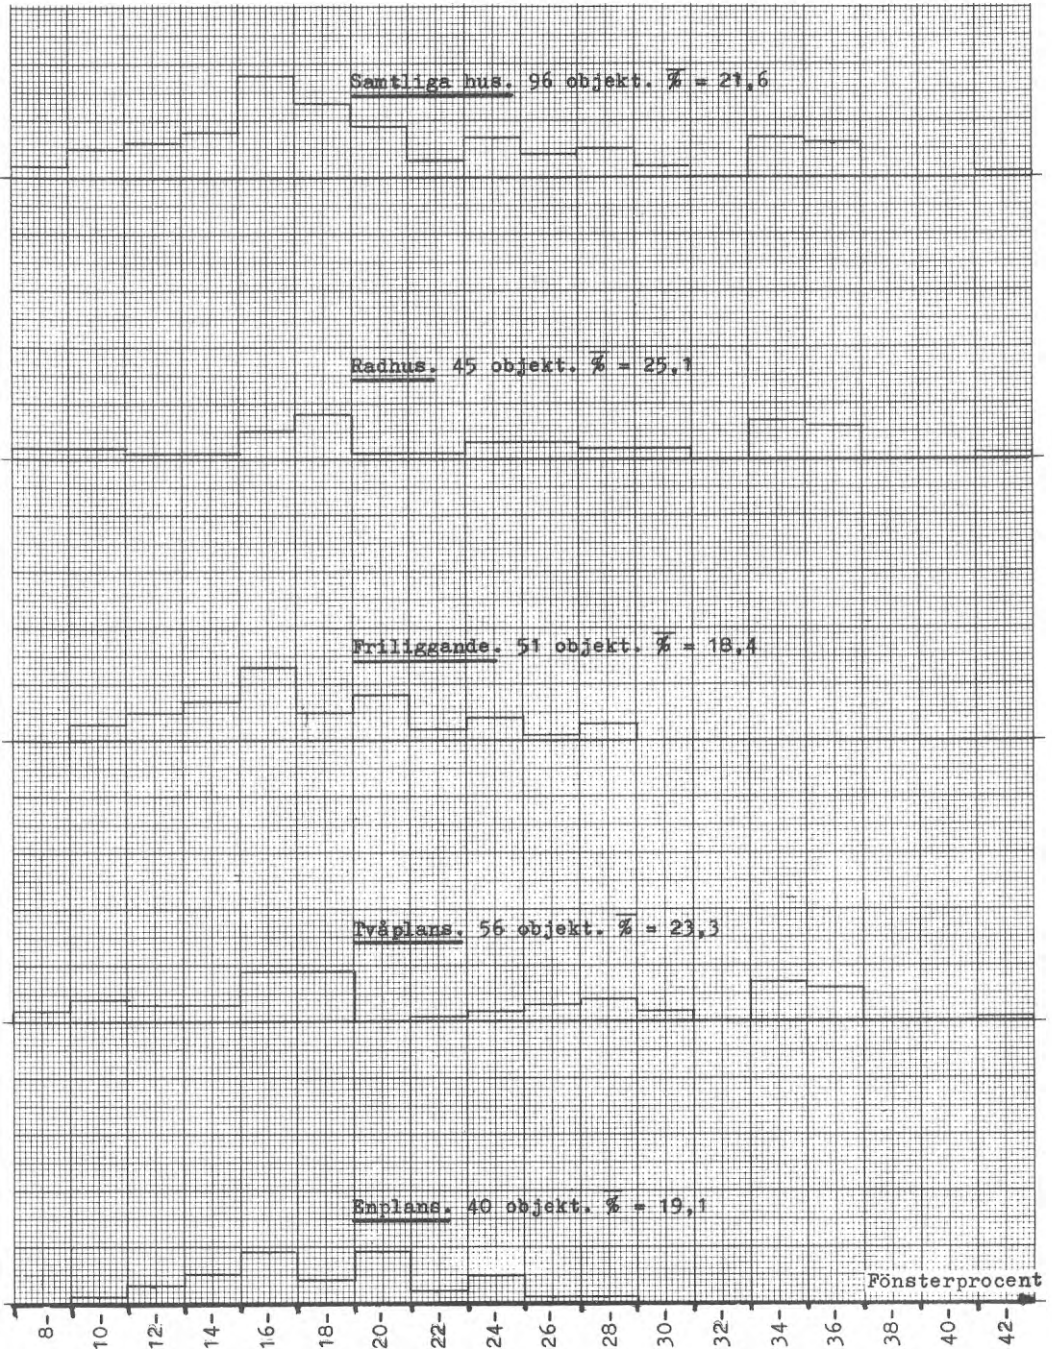 Samtliga hus. 96 objekt. % = 21,6
Radhus. 45 objekt. % = 25,1
Friliggande. 51 objekt. % = 18,4
Tvåplans. 56 objekt. % = 23,3
Enplans. 40 objekt. % = 19,1
Fönsterprocent
8- 10- 12- 14- 16- 18- 20- 22- 24- 26- 28- 30- 32- 34- 36- 38- 40- 42-